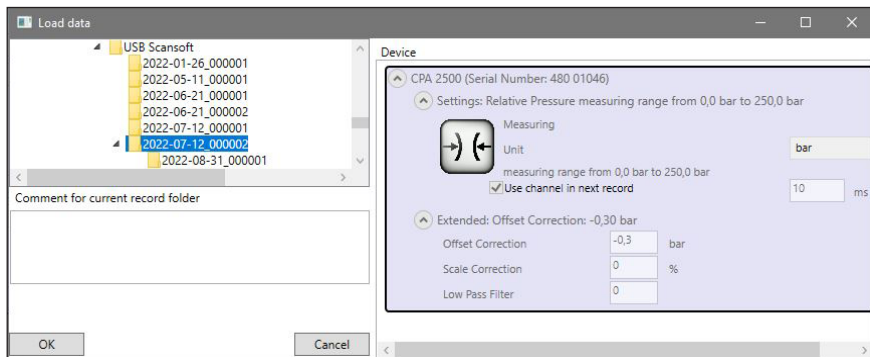 Load data
USB Scansoft
2022-01-26_000001
2022-05-11_000001
2022-06-21_000001
2022-06-21_000002
2022-07-12_000001
2022-07-12_000002
2022-08-31_000001
Comment for current record folder
OK
Cancel
Device
CPA 2500 (Serial Number: 480 01046)
Settings: Relative Pressure measuring range from 0,0 bar to 250,0 bar
Measuring
Unit bar
measuring range from 0,0 bar to 250,0 bar
Use channel in next record 10 ms
Extended: Offset Correction: -0,30 bar
Offset Correction -0,3 bar
Scale Correction 0 %
Low Pass Filter 0